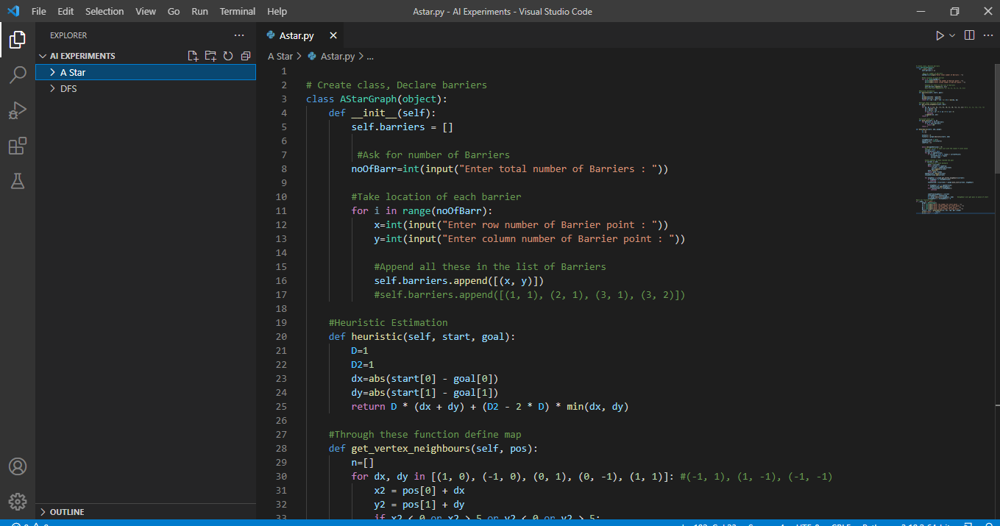 File Edit Selection View Go Run Terminal Help Astar.py - AI Experiments - Visual Studio Code
EXPLORER
AI EXPERIMENTS
A Star
DFS
OUTLINE
Astar.py
A Star > Astar.py > ...
1
2 # Create class, Declare barriers
3 class AStarGraph(object):
4 def __init__(self):
5 self.barriers = []
6
7 #Ask for number of Barriers
8 noOfBarr=int(input("Enter total number of Barriers : "))
9
10 #Take location of each barrier
11 for i in range(noOfBarr):
12 x=int(input("Enter row number of Barrier point : "))
13 y=int(input("Enter column number of Barrier point : "))
14
15 #Append all these in the list of Barriers
16 self.barriers.append([(x, y)])
17 #self.barriers.append([(1, 1), (2, 1), (3, 1), (3, 2)])
18
19 #Heuristic Estimation
20 def heuristic(self, start, goal):
21 D=1
22 D2=1
23 dx=abs(start[0] - goal[0])
24 dy=abs(start[1] - goal[1])
25 return D * (dx + dy) + (D2 - 2 * D) * min(dx, dy)
26
27 #Through these function define map
28 def get_vertex_neighbours(self, pos):
29 n=[]
30 for dx, dy in [(1, 0), (-1, 0), (0, 1), (0, -1), (1, 1)]: #(-1, 1), (1, -1), (-1, -1)
31 x2 = pos[0] + dx
32 y2 = pos[1] + dy
33 if x2 < 0 or x2 > 5 or y2 < 0 or y2 > 5: